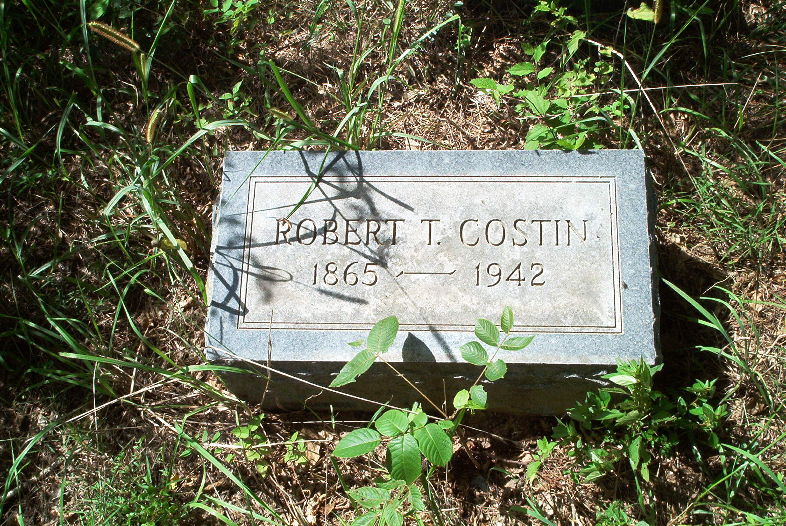 ROBERT T. COSTIN
1865 — 1942